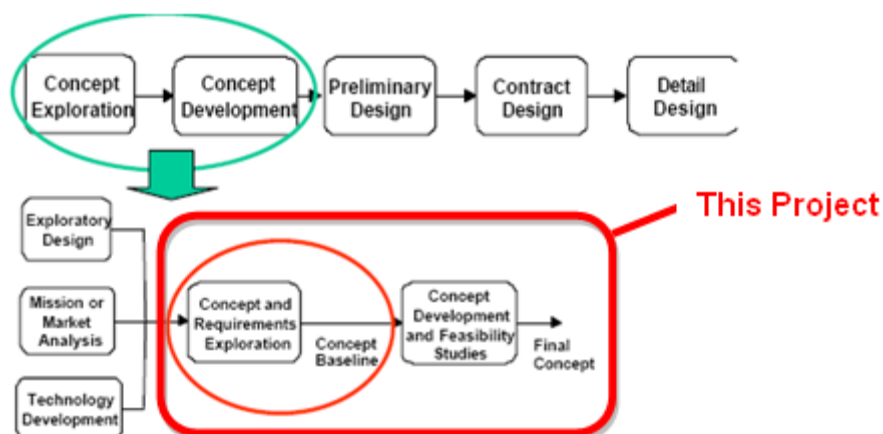 Concept
Exploration
Concept
Development
Preliminary
Design
Contract
Design
Detail
Design
This Project
Exploratory
Design
Mission or
Market
Analysis
Technology
Development
Concept and
Requirements
Exploration
Concept
Baseline
Concept
Development
and Feasibility
Studies
Final
Concept